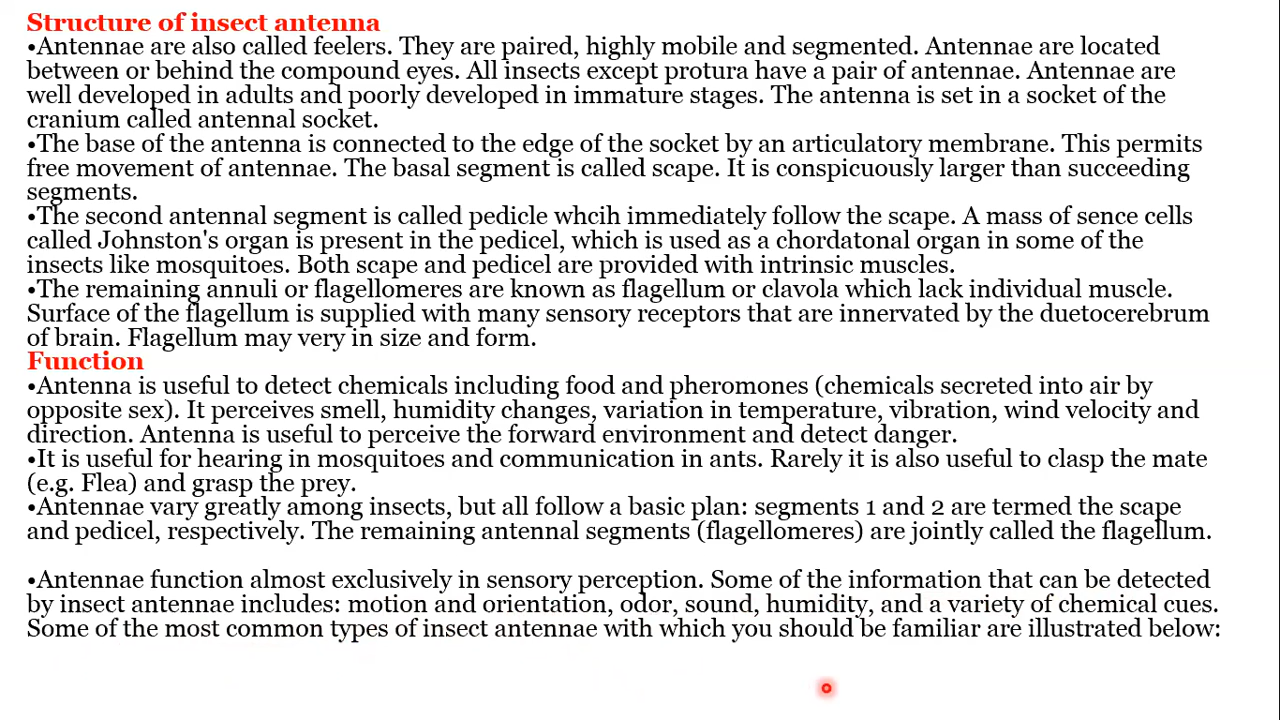 Structure of insect antenna
•Antennae are also called feelers. They are paired, highly mobile and segmented. Antennae are located
between or behind the compound eyes. All insects except protura have a pair of antennae. Antennae are
well developed in adults and poorly developed in immature stages. The antenna is set in a socket of the
cranium called antennal socket.
•The base of the antenna is connected to the edge of the socket by an articulatory membrane. This permits
free movement of antennae. The basal segment is called scape. It is conspicuously larger than succeeding
segments.
•The second antennal segment is called pedicle whcih immediately follow the scape. A mass of sence cells
called Johnston's organ is present in the pedicel, which is used as a chordatonal organ in some of the
insects like mosquitoes. Both scape and pedicel are provided with intrinsic muscles.
•The remaining annuli or flagellomeres are known as flagellum or clavola which lack individual muscle.
Surface of the flagellum is supplied with many sensory receptors that are innervated by the duetocerebrum
of brain. Flagellum may very in size and form.
Function
•Antenna is useful to detect chemicals including food and pheromones (chemicals secreted into air by
opposite sex). It perceives smell, humidity changes, variation in temperature, vibration, wind velocity and
direction. Antenna is useful to perceive the forward environment and detect danger.
•It is useful for hearing in mosquitoes and communication in ants. Rarely it is also useful to clasp the mate
(e.g. Flea) and grasp the prey.
•Antennae vary greatly among insects, but all follow a basic plan: segments 1 and 2 are termed the scape
and pedicel, respectively. The remaining antennal segments (flagellomeres) are jointly called the flagellum.
•Antennae function almost exclusively in sensory perception. Some of the information that can be detected
by insect antennae includes: motion and orientation, odor, sound, humidity, and a variety of chemical cues.
Some of the most common types of insect antennae with which you should be familiar are illustrated below: